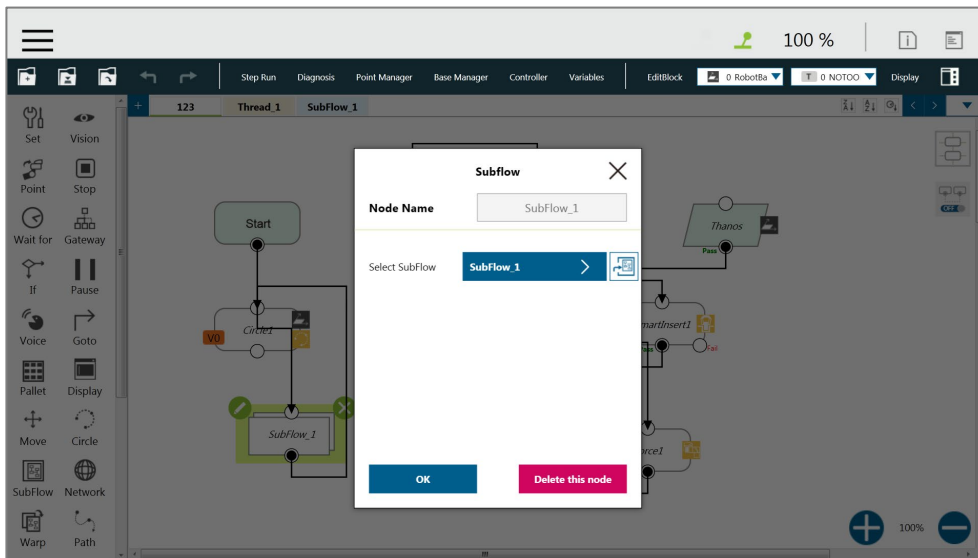 100 %
Step Run Diagnosis Point Manager Base Manager Controller Variables EditBlock 0 RobotBa T 0 NOTOO Display
123 Thread_1 SubFlow_1
Set Vision
Point Stop
Wait for Gateway
If Pause
Voice Goto
Pallet Display
Move Circle
SubFlow Network
Warp Path
Start
V0
Circle1
SubFlow_1
Subflow
Node Name SubFlow_1
Select SubFlow SubFlow_1
OK Delete this node
Thanos
Pass
OFF
martInsert1
ass Fail
rce1
100%